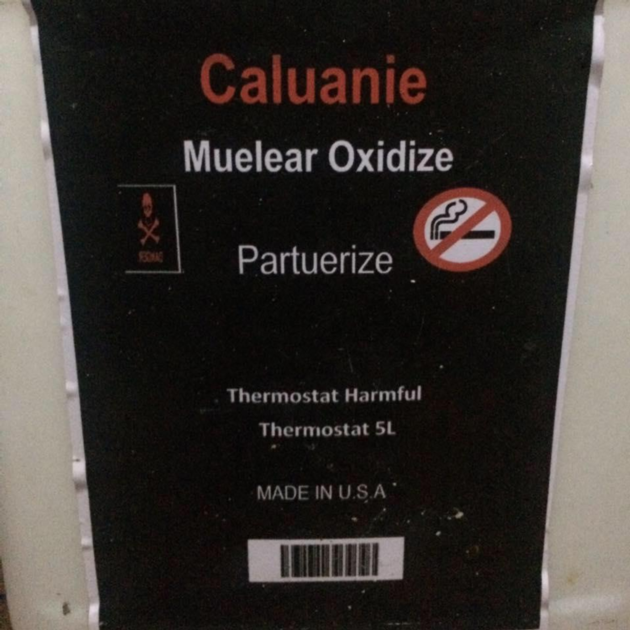 Caluanie
Muelear Oxidize
Partuerize
Thermostat Harmful
Thermostat 5L
MADE IN U.S.A